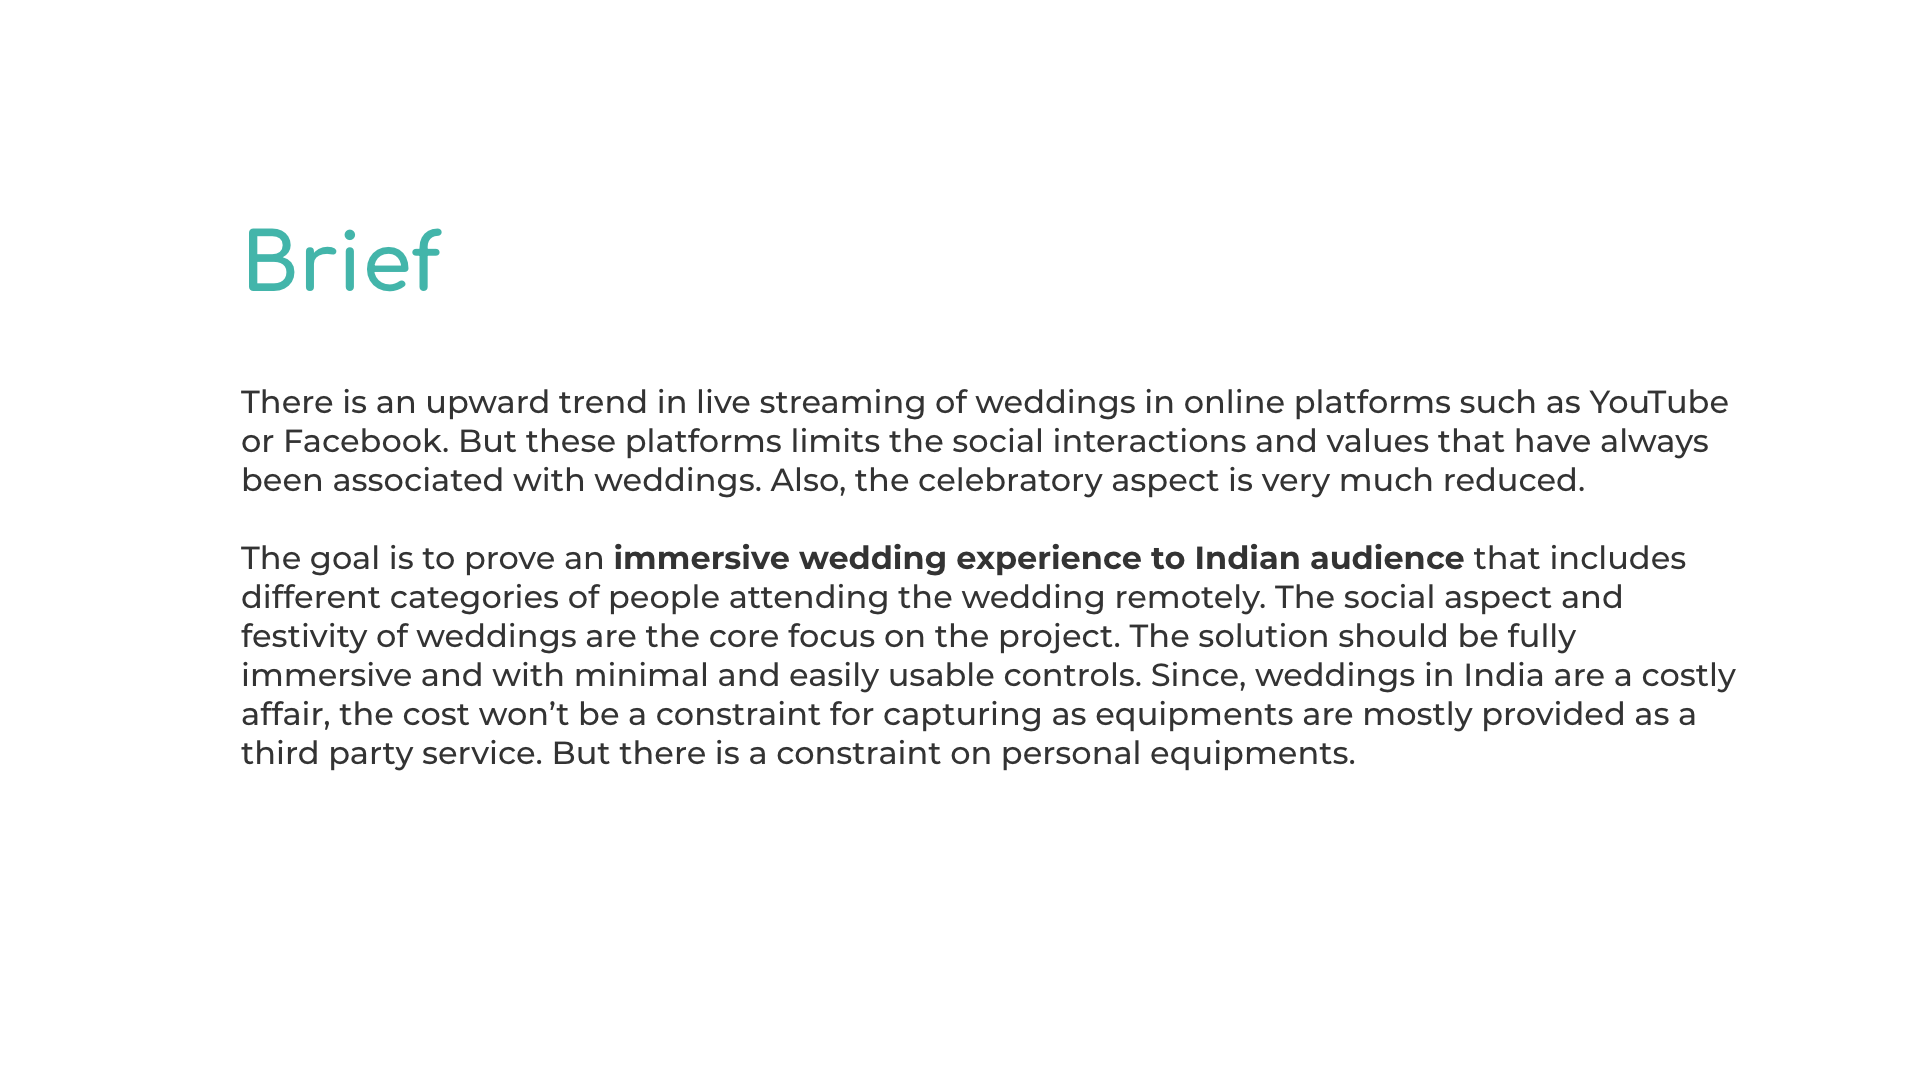 Brief
There is an upward trend in live streaming of weddings in online platforms such as YouTube
or Facebook. But these platforms limits the social interactions and values that have always
been associated with weddings. Also, the celebratory aspect is very much reduced.
The goal is to prove an immersive wedding experience to Indian audience that includes
different categories of people attending the wedding remotely. The social aspect and
festivity of weddings are the core focus on the project. The solution should be fully
immersive and with minimal and easily usable controls. Since, weddings in India are a costly
affair, the cost won’t be a constraint for capturing as equipments are mostly provided as a
third party service. But there is a constraint on personal equipments.